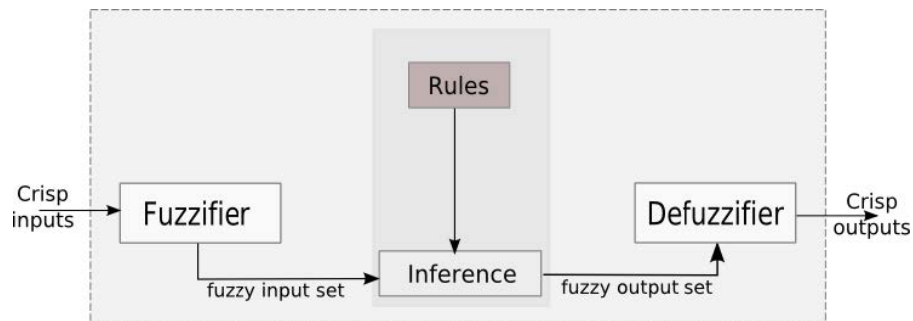 Rules
Crisp
inputs
Fuzzifier
Defuzzifier
Crisp
outputs
Inference
fuzzy input set
fuzzy output set